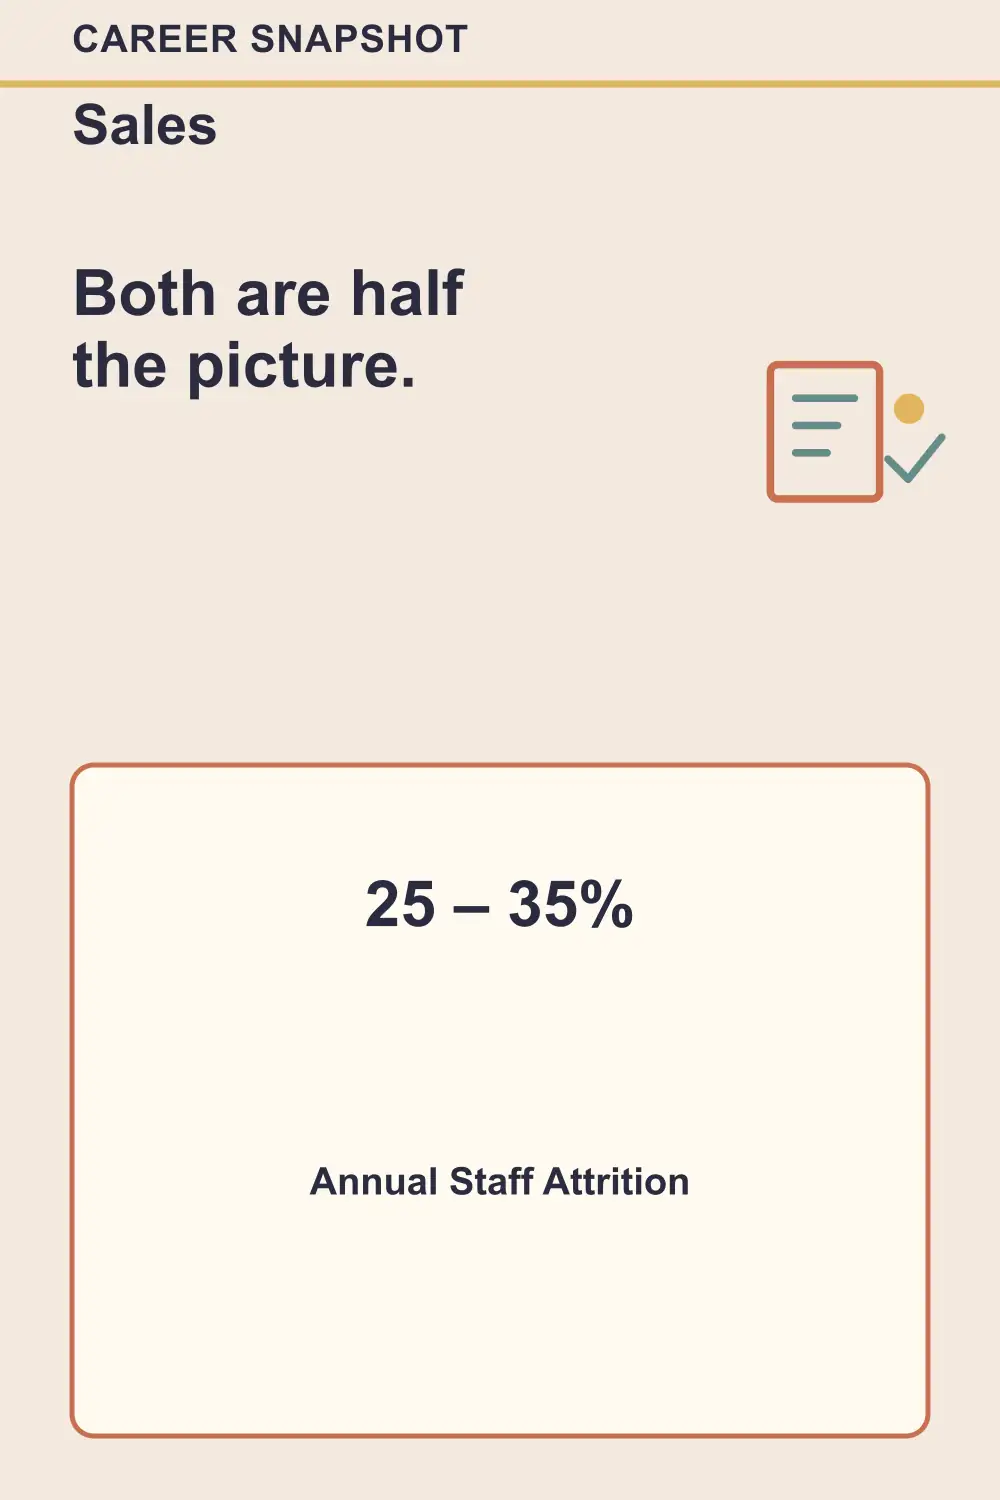 CAREER SNAPSHOT
Sales
Both are half
the picture.
25 – 35%
Annual Staff Attrition